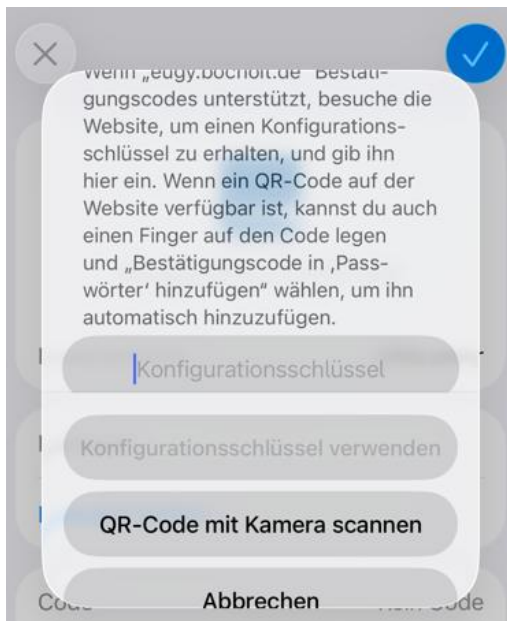 Wenn „eugy.bocholt.de“ Bestäti-
gungscodes unterstützt, besuche die
Website, um einen Konfigurations-
schlüssel zu erhalten, und gib ihn
hier ein. Wenn ein QR-Code auf der
Website verfügbar ist, kannst du auch
einen Finger auf den Code legen
und „Bestätigungscode in ‚Pass-
wörter‘ hinzufügen“ wählen, um ihn
automatisch hinzuzufügen.
Konfigurationsschlüssel
Konfigurationsschlüssel verwenden
QR-Code mit Kamera scannen
Abbrechen